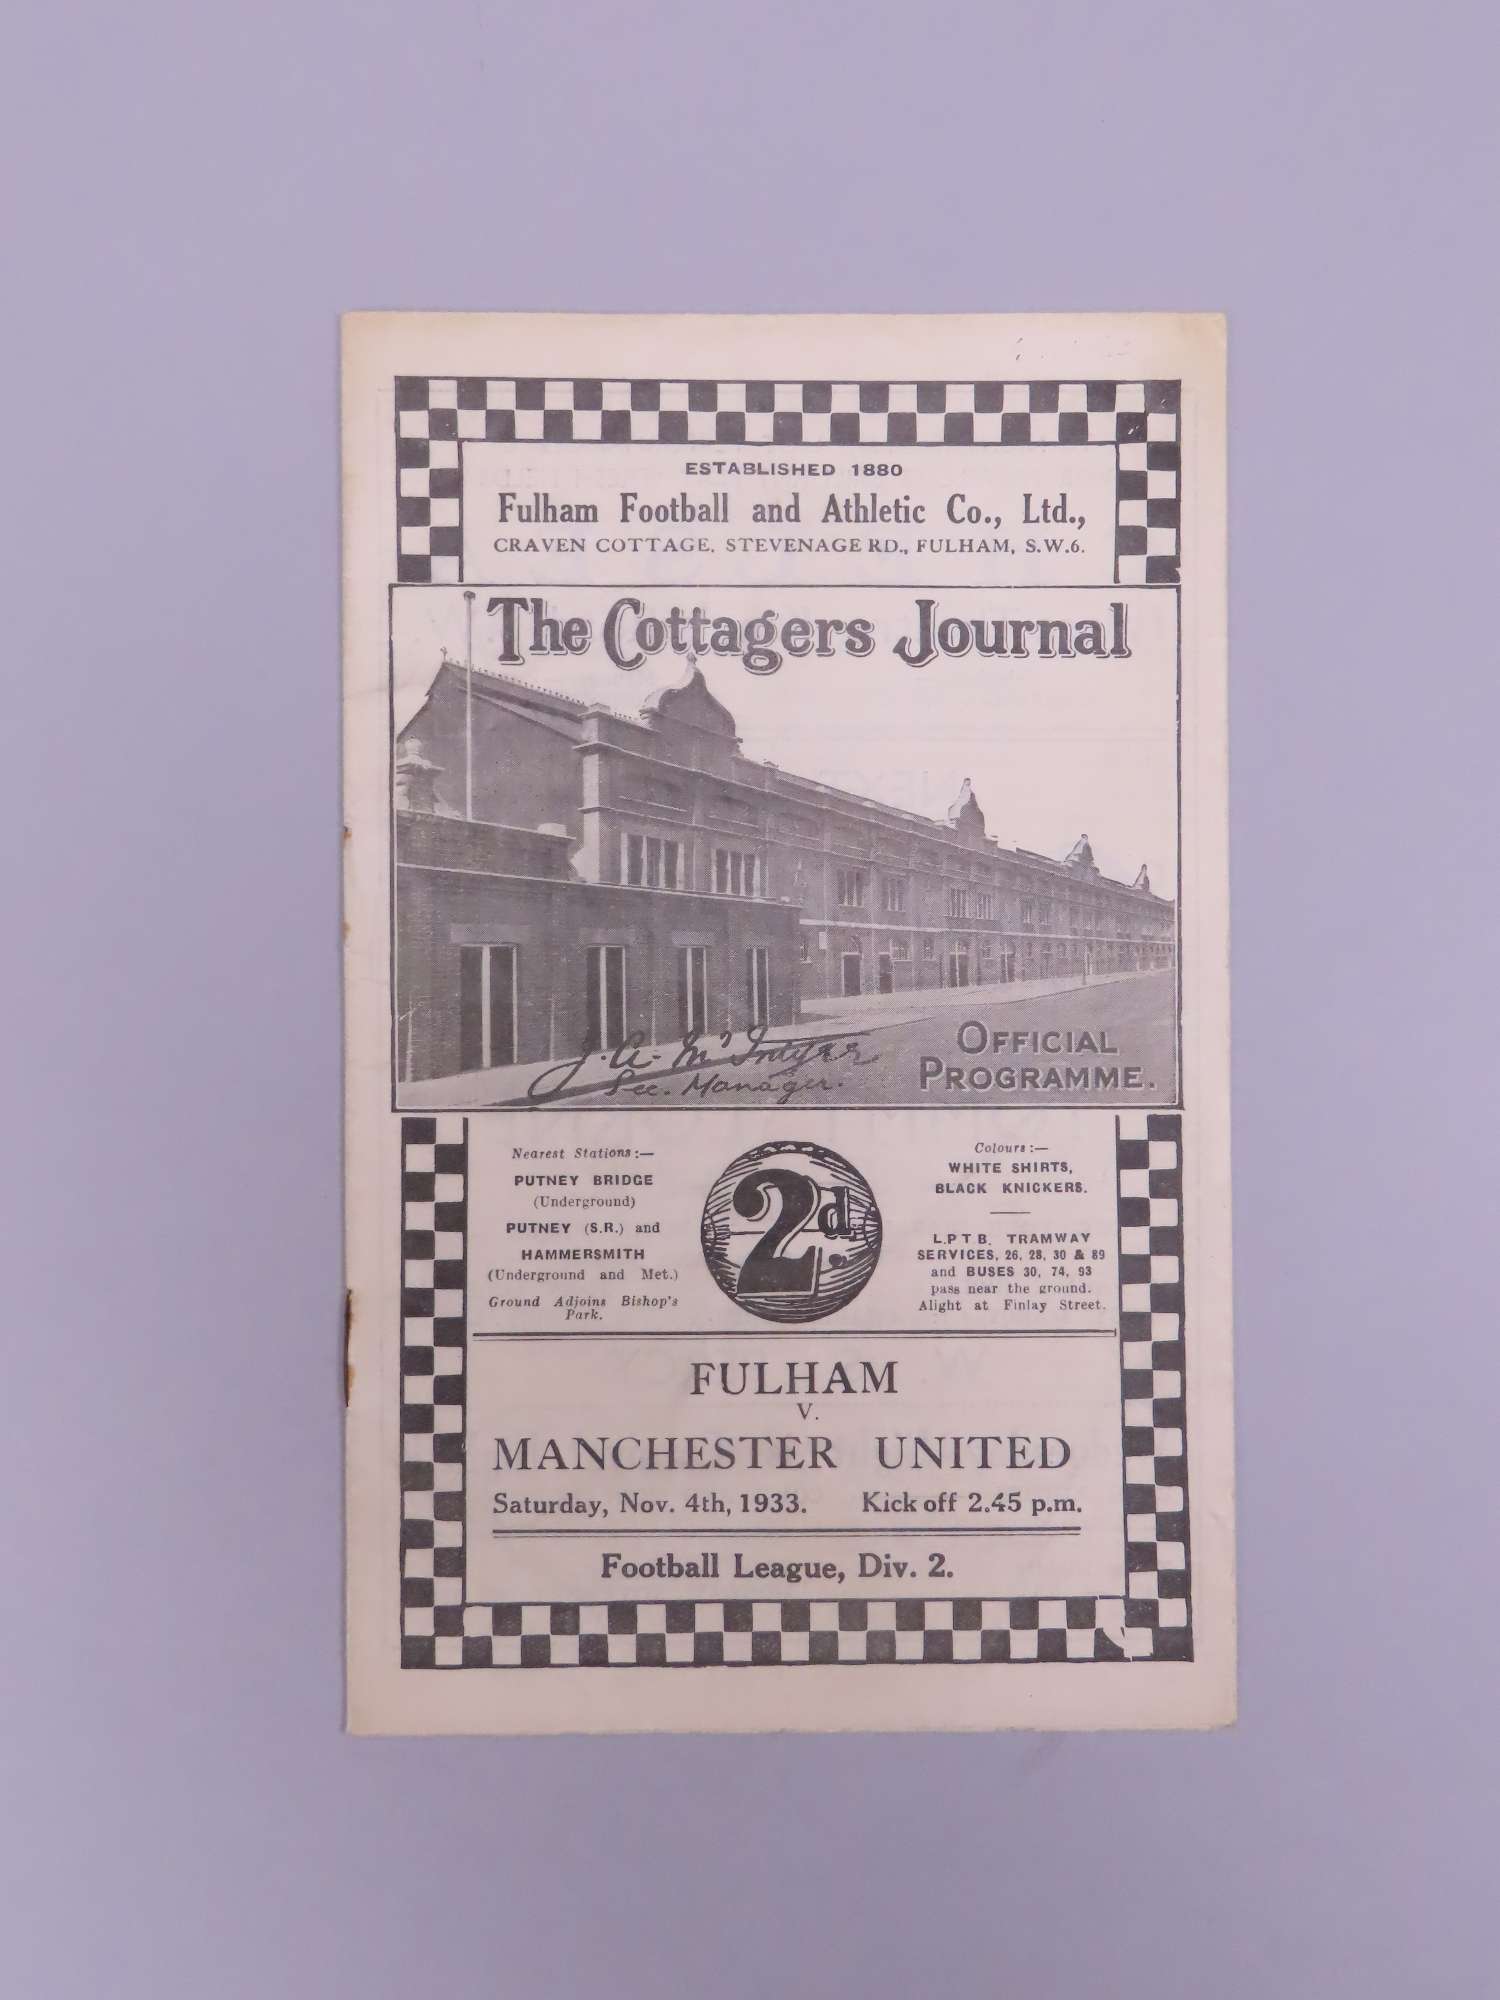 ESTABLISHED 1880
Fulham Football and Athletic Co., Ltd.,
CRAVEN COTTAGE, STEVENAGE RD., FULHAM, S.W.6.
The Cottagers Journal
J. A. McIntyre
Sec. Manager.
OFFICIAL
PROGRAMME.
Nearest Stations:—
PUTNEY BRIDGE
(Underground)
PUTNEY (S.R.) and
HAMMERSMITH
(Underground and Met.)
Ground Adjoins Bishop's
Park.
2d.
Colours:—
WHITE SHIRTS,
BLACK KNICKERS.
L.P T B. TRAMWAY
SERVICES, 26, 28, 30 & 89
and BUSES 30, 74, 93
pass near the ground.
Alight at Finlay Street.
FULHAM
V.
MANCHESTER UNITED
Saturday, Nov. 4th, 1933. Kick off 2.45 p.m.
Football League, Div. 2.